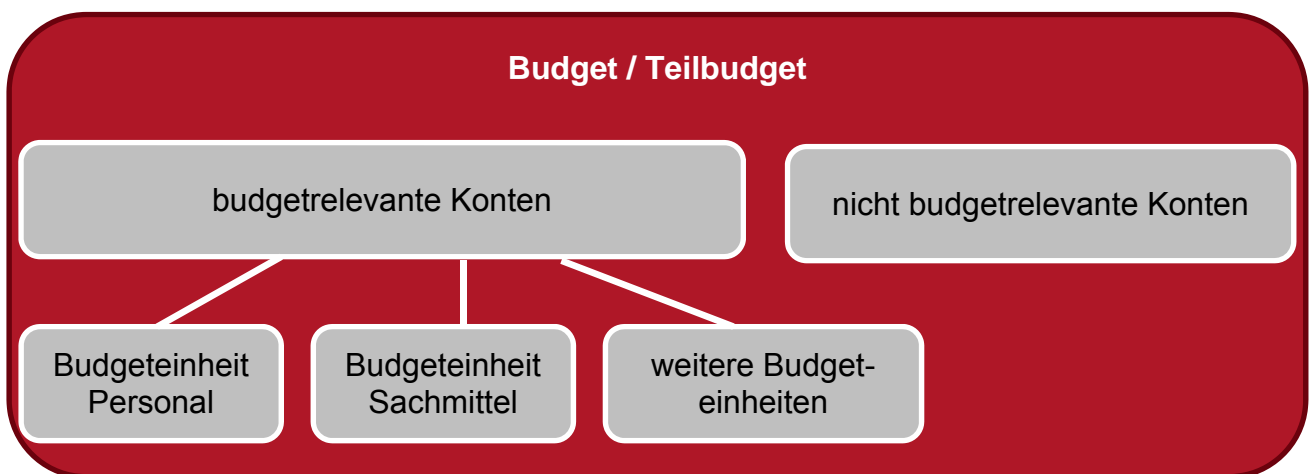 Budget / Teilbudget
budgetrelevante Konten
nicht budgetrelevante Konten
Budgeteinheit
Personal
Budgeteinheit
Sachmittel
weitere Budget-
einheiten